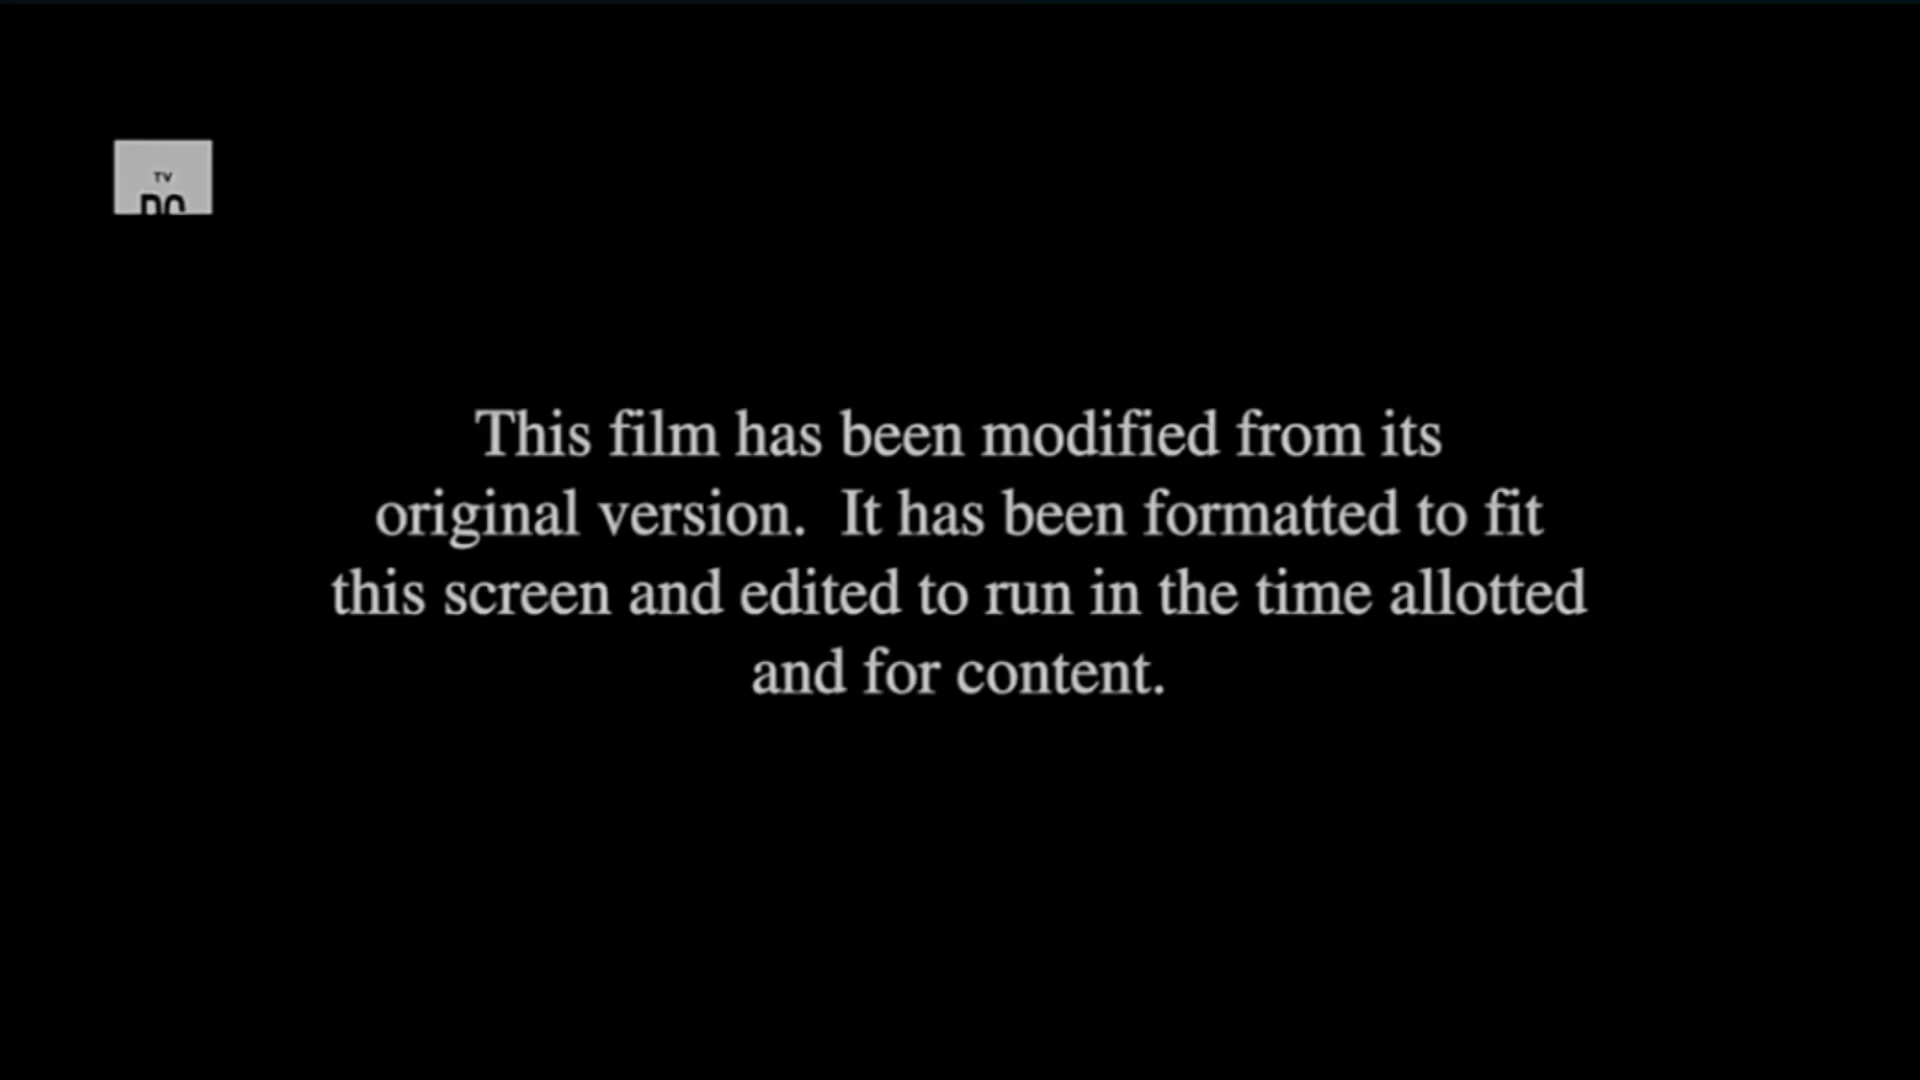 TV
This film has been modified from its
original version.  It has been formatted to fit
this screen and edited to run in the time allotted
and for content.